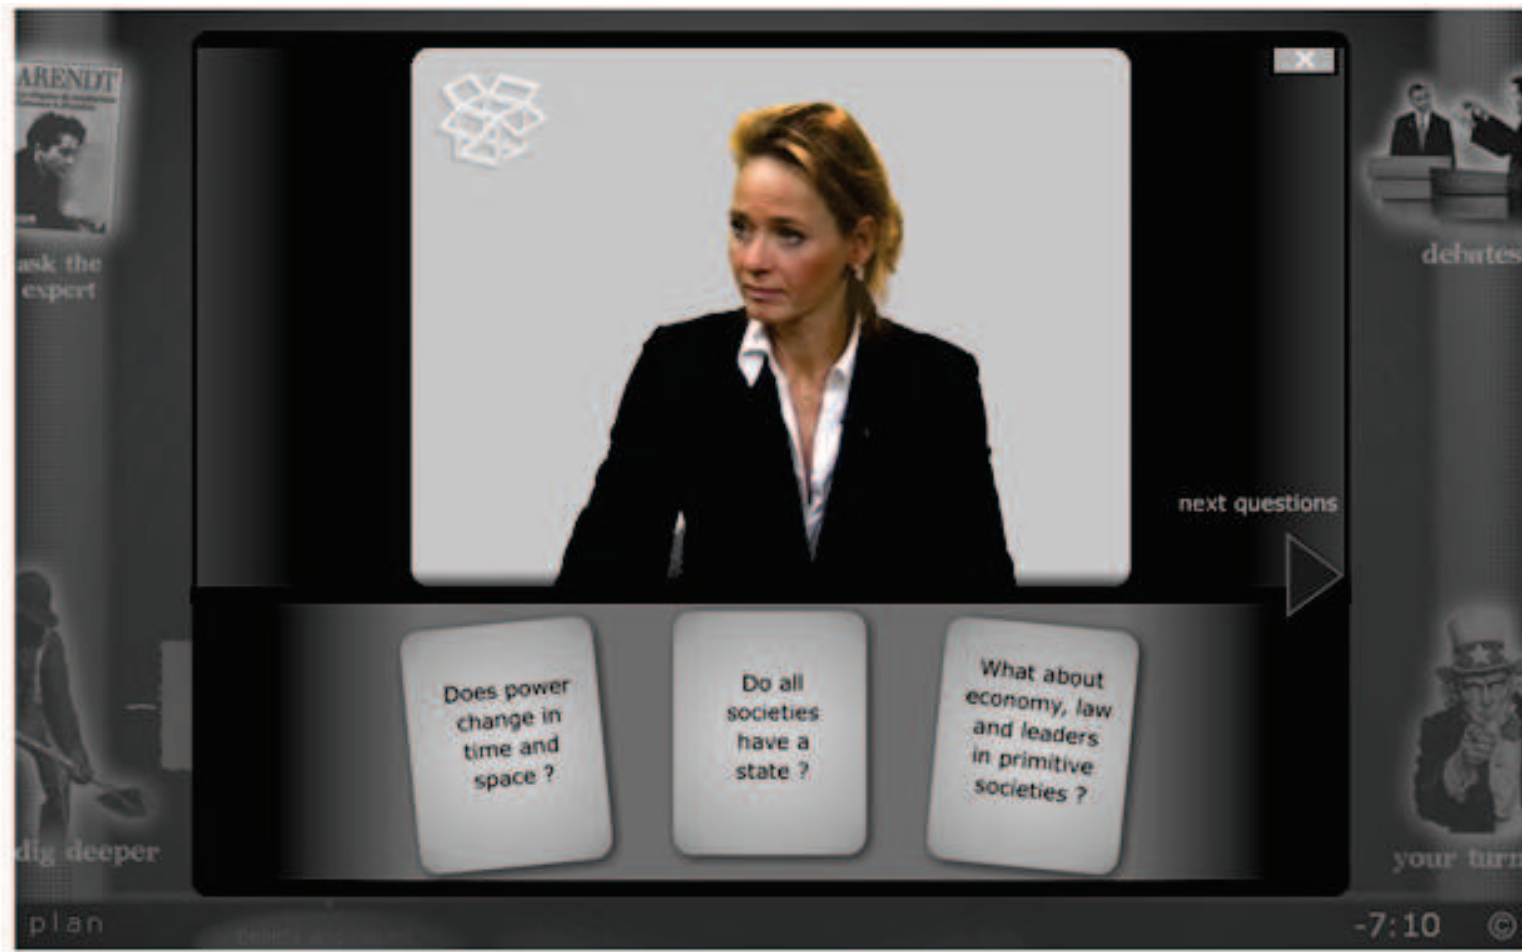 ARENDT
ask the
expert
X
debates
next questions
Does power
change in
time and
space ?
Do all
societies
have a
state ?
What about
economy, law
and leaders
in primitive
societies ?
dig deeper
your turn
plan
-7:10 ©